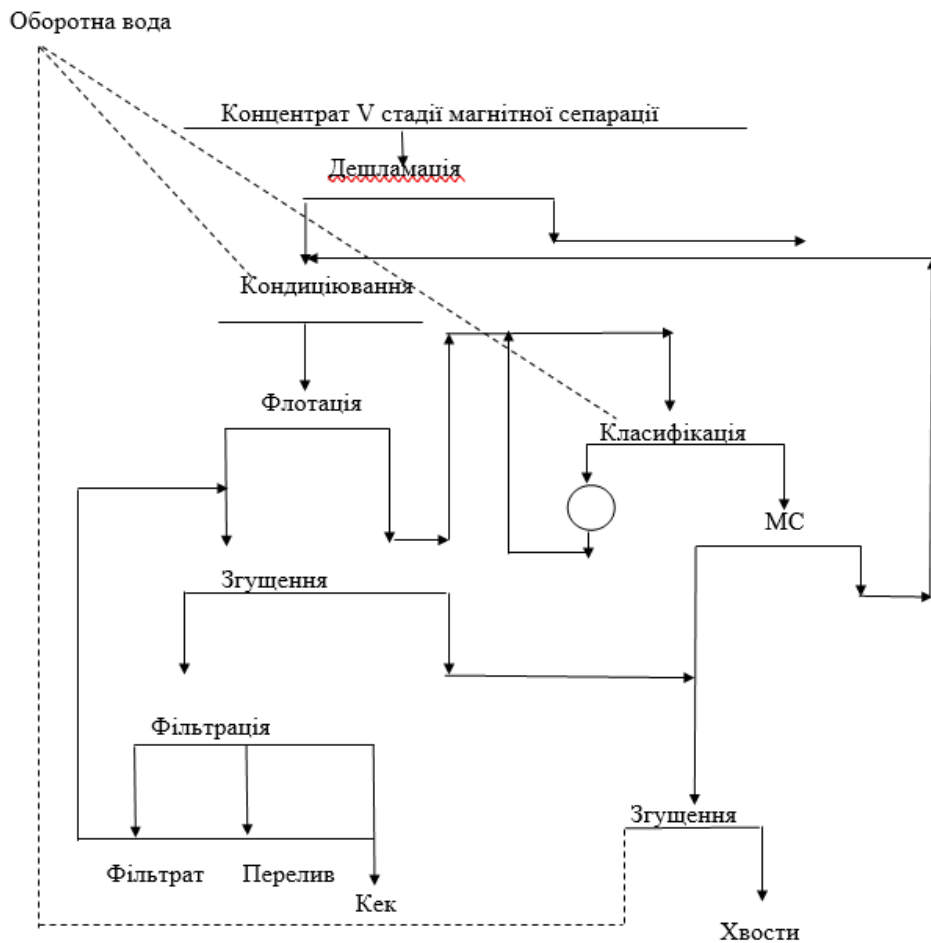 Оборотна вода
Концентрат V стадії магнітної сепарації
Дешламація
Кондиціювання
Флотація
Класифікація
МС
Згущення
Фільтрація
Згущення
Фільтрат Перелив
Кек
Хвости